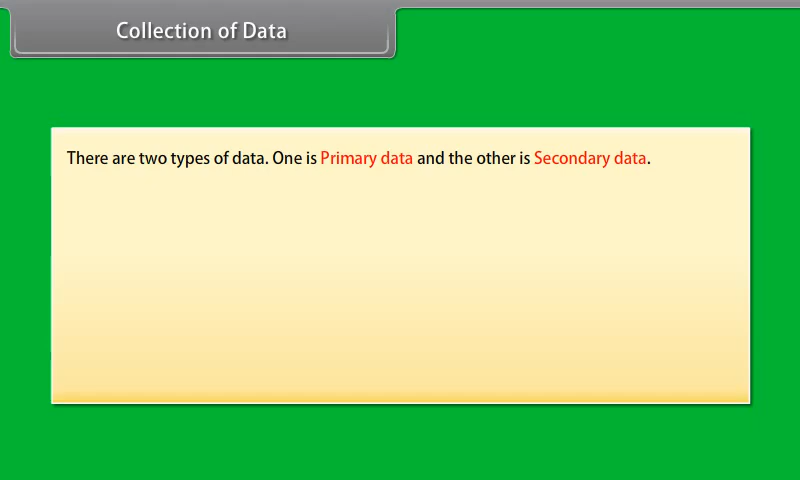 Collection of Data
There are two types of data. One is Primary data and the other is Secondary data.